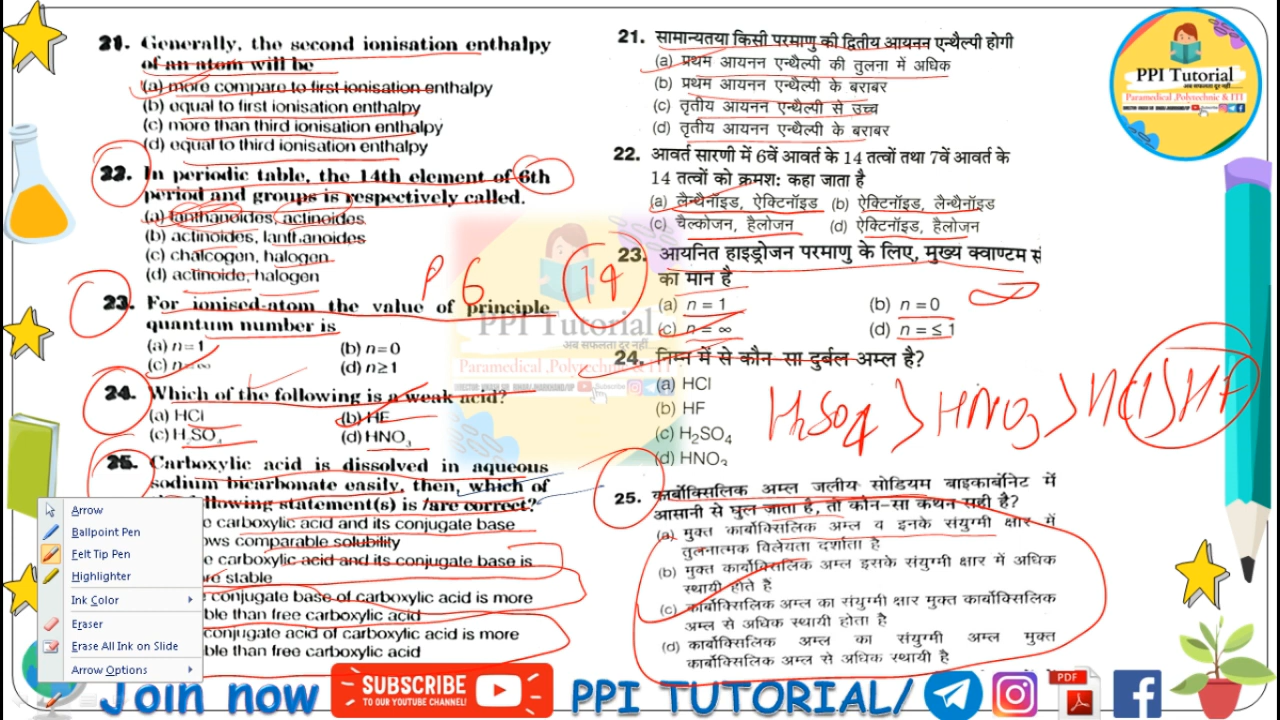 21. Generally, the second ionisation enthalpy
of an atom will be
(a) more compare to first ionisation enthalpy
(b) equal to first ionisation enthalpy
(c) more than third ionisation enthalpy
(d) equal to third ionisation enthalpy
22. In periodic table, the 14th element of 6th
period and groups is respectively called.
(a) lanthanoides, actinoides
(b) actinoides, lanthanoides
(c) chalcogen, halogen
(d) actinoide, halogen
P 6
14
23. For ionised-atom the value of principle
quantum number is
(a) n=1 (b) n=0
(c) n=∞ (d) n≥1
24. Which of the following is a weak acid?
(a) HCl (b) HF
(c) H₂SO₄ (d) HNO₃
25. Carboxylic acid is dissolved in aqueous
sodium bicarbonate easily, then, which of
following statement(s) is /are correct?
carboxylic acid and its conjugate base
comparable solubility
carboxylic acid and its conjugate base is
stable
conjugate base of carboxylic acid is more
than free carboxylic acid
conjugate acid of carboxylic acid is more
than free carboxylic acid
Arrow
Ballpoint Pen
Felt Tip Pen
Highlighter
Ink Color
Eraser
Erase All Ink on Slide
Arrow Options
21. सामान्यतया किसी परमाणु की द्वितीय आयनन एन्थैल्पी होगी
(a) प्रथम आयनन एन्थैल्पी की तुलना में अधिक
(b) प्रथम आयनन एन्थैल्पी के बराबर
(c) तृतीय आयनन एन्थैल्पी से उच्च
(d) तृतीय आयनन एन्थैल्पी के बराबर
22. आवर्त सारणी में 6वें आवर्त के 14 तत्वों तथा 7वें आवर्त के
14 तत्वों को क्रमश: कहा जाता है
(a) लैन्थेनॉइड, ऐक्टिनॉइड (b) ऐक्टिनॉइड, लैन्थेनॉइड
(c) चैल्कोजन, हैलोजन (d) ऐक्टिनॉइड, हैलोजन
23. आयनित हाइड्रोजन परमाणु के लिए, मुख्य क्वाण्टम सं
का मान है
∞
(a) n = 1 (b) n = 0
(c) n = ∞ (d) n = ≤ 1
24. निम्न में से कौन-सा दुर्बल अम्ल है?
(a) HCl
(b) HF
(c) H₂SO₄
(d) HNO₃
H₂SO₄ > HNO₃ > HCl > HF
25. कार्बोक्सिलिक अम्ल जलीय सोडियम बाइकार्बोनेट में
आसानी से घुल जाता है, तो कौन-सा कथन सही है?
(a) मुक्त कार्बोक्सिलिक अम्ल व इनके संयुग्मी क्षार में
तुलनात्मक विलेयता दर्शाता है
(b) मुक्त कार्बोक्सिलिक अम्ल इसके संयुग्मी क्षार में अधिक
स्थायी होते हैं
(c) कार्बोक्सिलिक अम्ल का संयुग्मी क्षार मुक्त कार्बोक्सिलिक
अम्ल से अधिक स्थायी होता है
(d) कार्बोक्सिलिक अम्ल का संयुग्मी अम्ल मुक्त
कार्बोक्सिलिक अम्ल से अधिक स्थायी है
PPI Tutorial
अब सफलता दूर नहीं
Paramedical ,Polytechnic & ITI
PPI Tutorial
अब सफलता दूर नहीं...
Paramedical ,Polytechnic & ITI
Subscribe
Join now
SUBSCRIBE
TO OUR YOUTUBE CHANNEL!
PPI TUTORIAL/
PDF